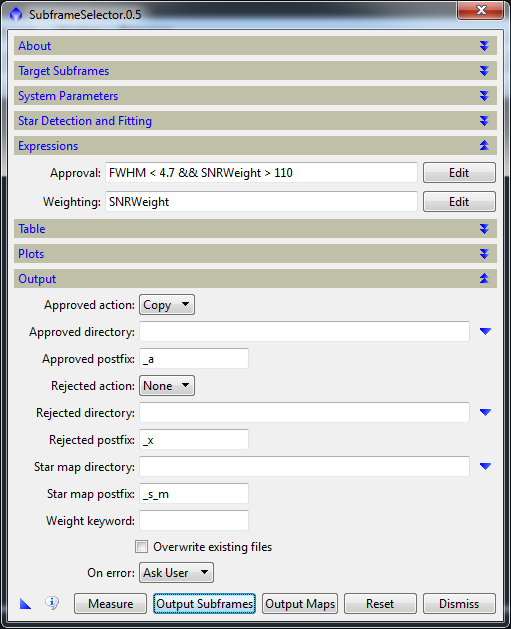 SubframeSelector.0.5
About
Target Subframes
System Parameters
Star Detection and Fitting
Expressions
Approval: FWHM < 4.7 && SNRWeight > 110 Edit
Weighting: SNRWeight Edit
Table
Plots
Output
Approved action: Copy
Approved directory:
Approved postfix: _a
Rejected action: None
Rejected directory:
Rejected postfix: _x
Star map directory:
Star map postfix: _s_m
Weight keyword:
Overwrite existing files
On error: Ask User
Measure Output Subframes Output Maps Reset Dismiss